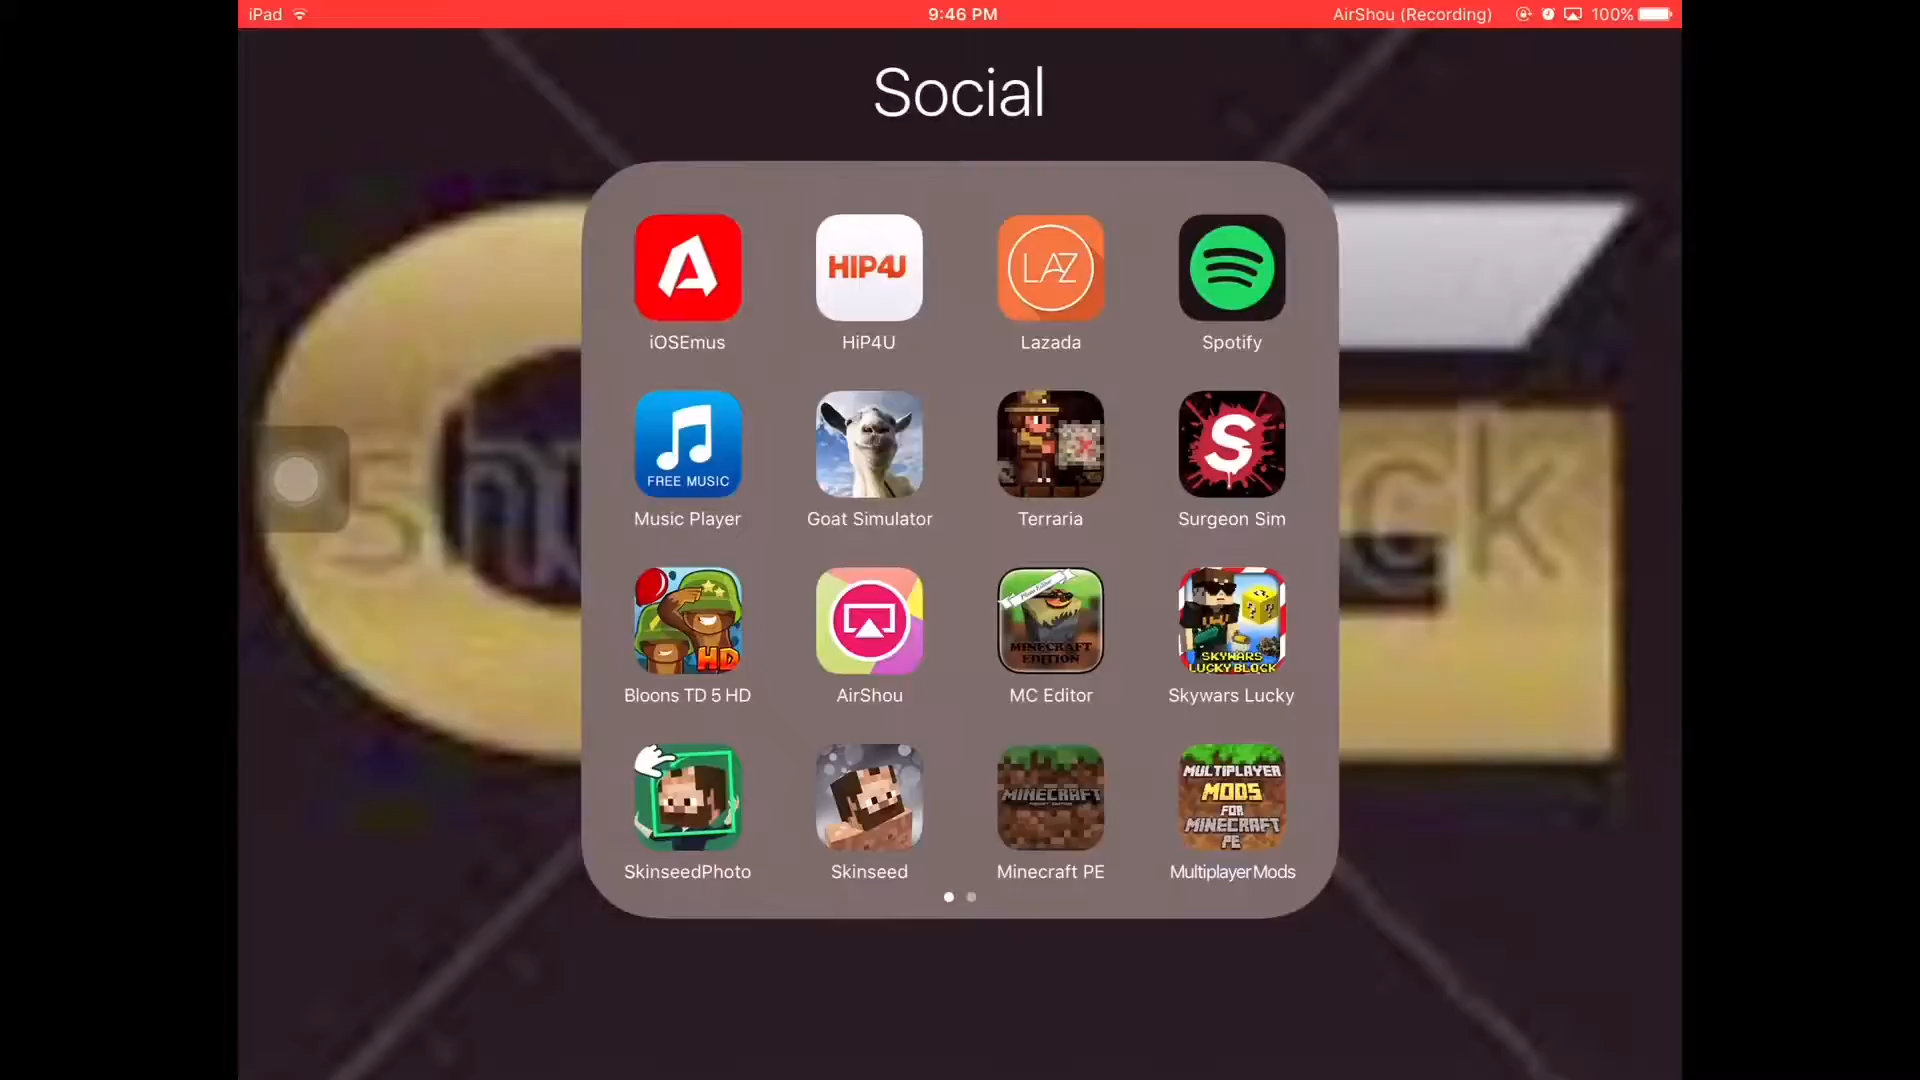 iPad 9:46 PM AirShou (Recording) 100%
Social
HIP4U
LAZ
iOSEmus HiP4U Lazada Spotify
FREE MUSIC
S
Music Player Goat Simulator Terraria Surgeon Sim
HD
MINECRAFT
EDITION
SKYWARS
LUCKY BLOCK
Bloons TD 5 HD AirShou MC Editor Skywars Lucky
MINECRAFT
MULTIPLAYER
MODS
FOR
MINECRAFT
PE
SkinseedPhoto Skinseed Minecraft PE MultiplayerMods